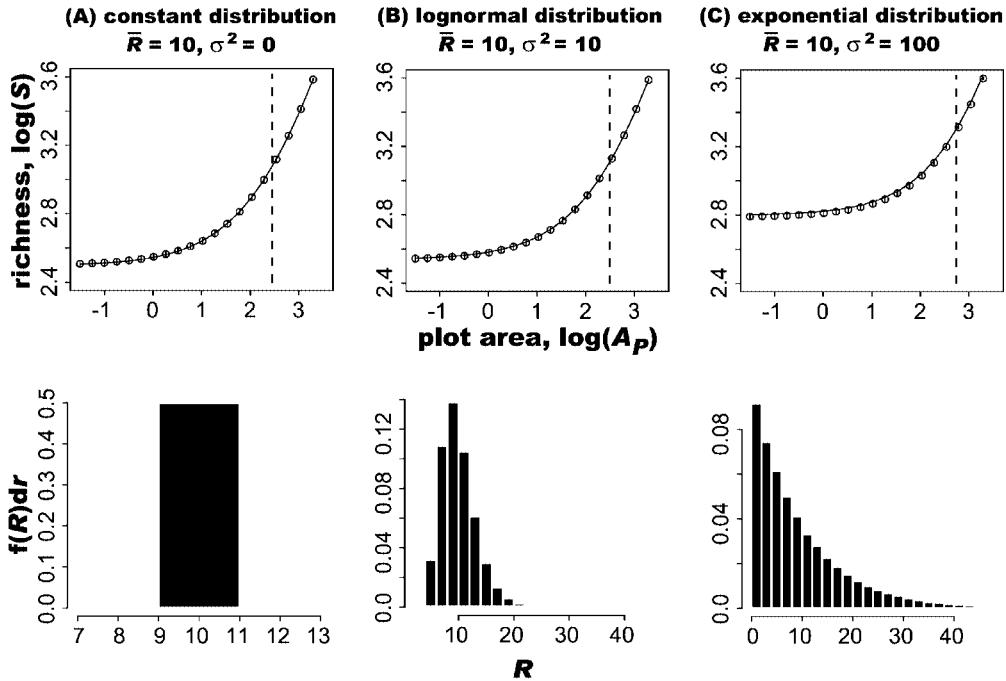 (A) constant distribution
R̄ = 10, σ² = 0
(B) lognormal distribution
R̄ = 10, σ² = 10
(C) exponential distribution
R̄ = 10, σ² = 100
richness, log(S)
2.4 2.8 3.2 3.6
-1 0 1 2 3
2.4 2.8 3.2 3.6
-1 0 1 2 3
2.4 2.8 3.2 3.6
-1 0 1 2 3
plot area, log(A_P)
f(R)dr
0.0 0.1 0.2 0.3 0.4 0.5
7 8 9 10 11 12 13
0.0 0.04 0.08 0.12
10 20 30 40
0.0 0.04 0.08
0 10 20 30 40
R